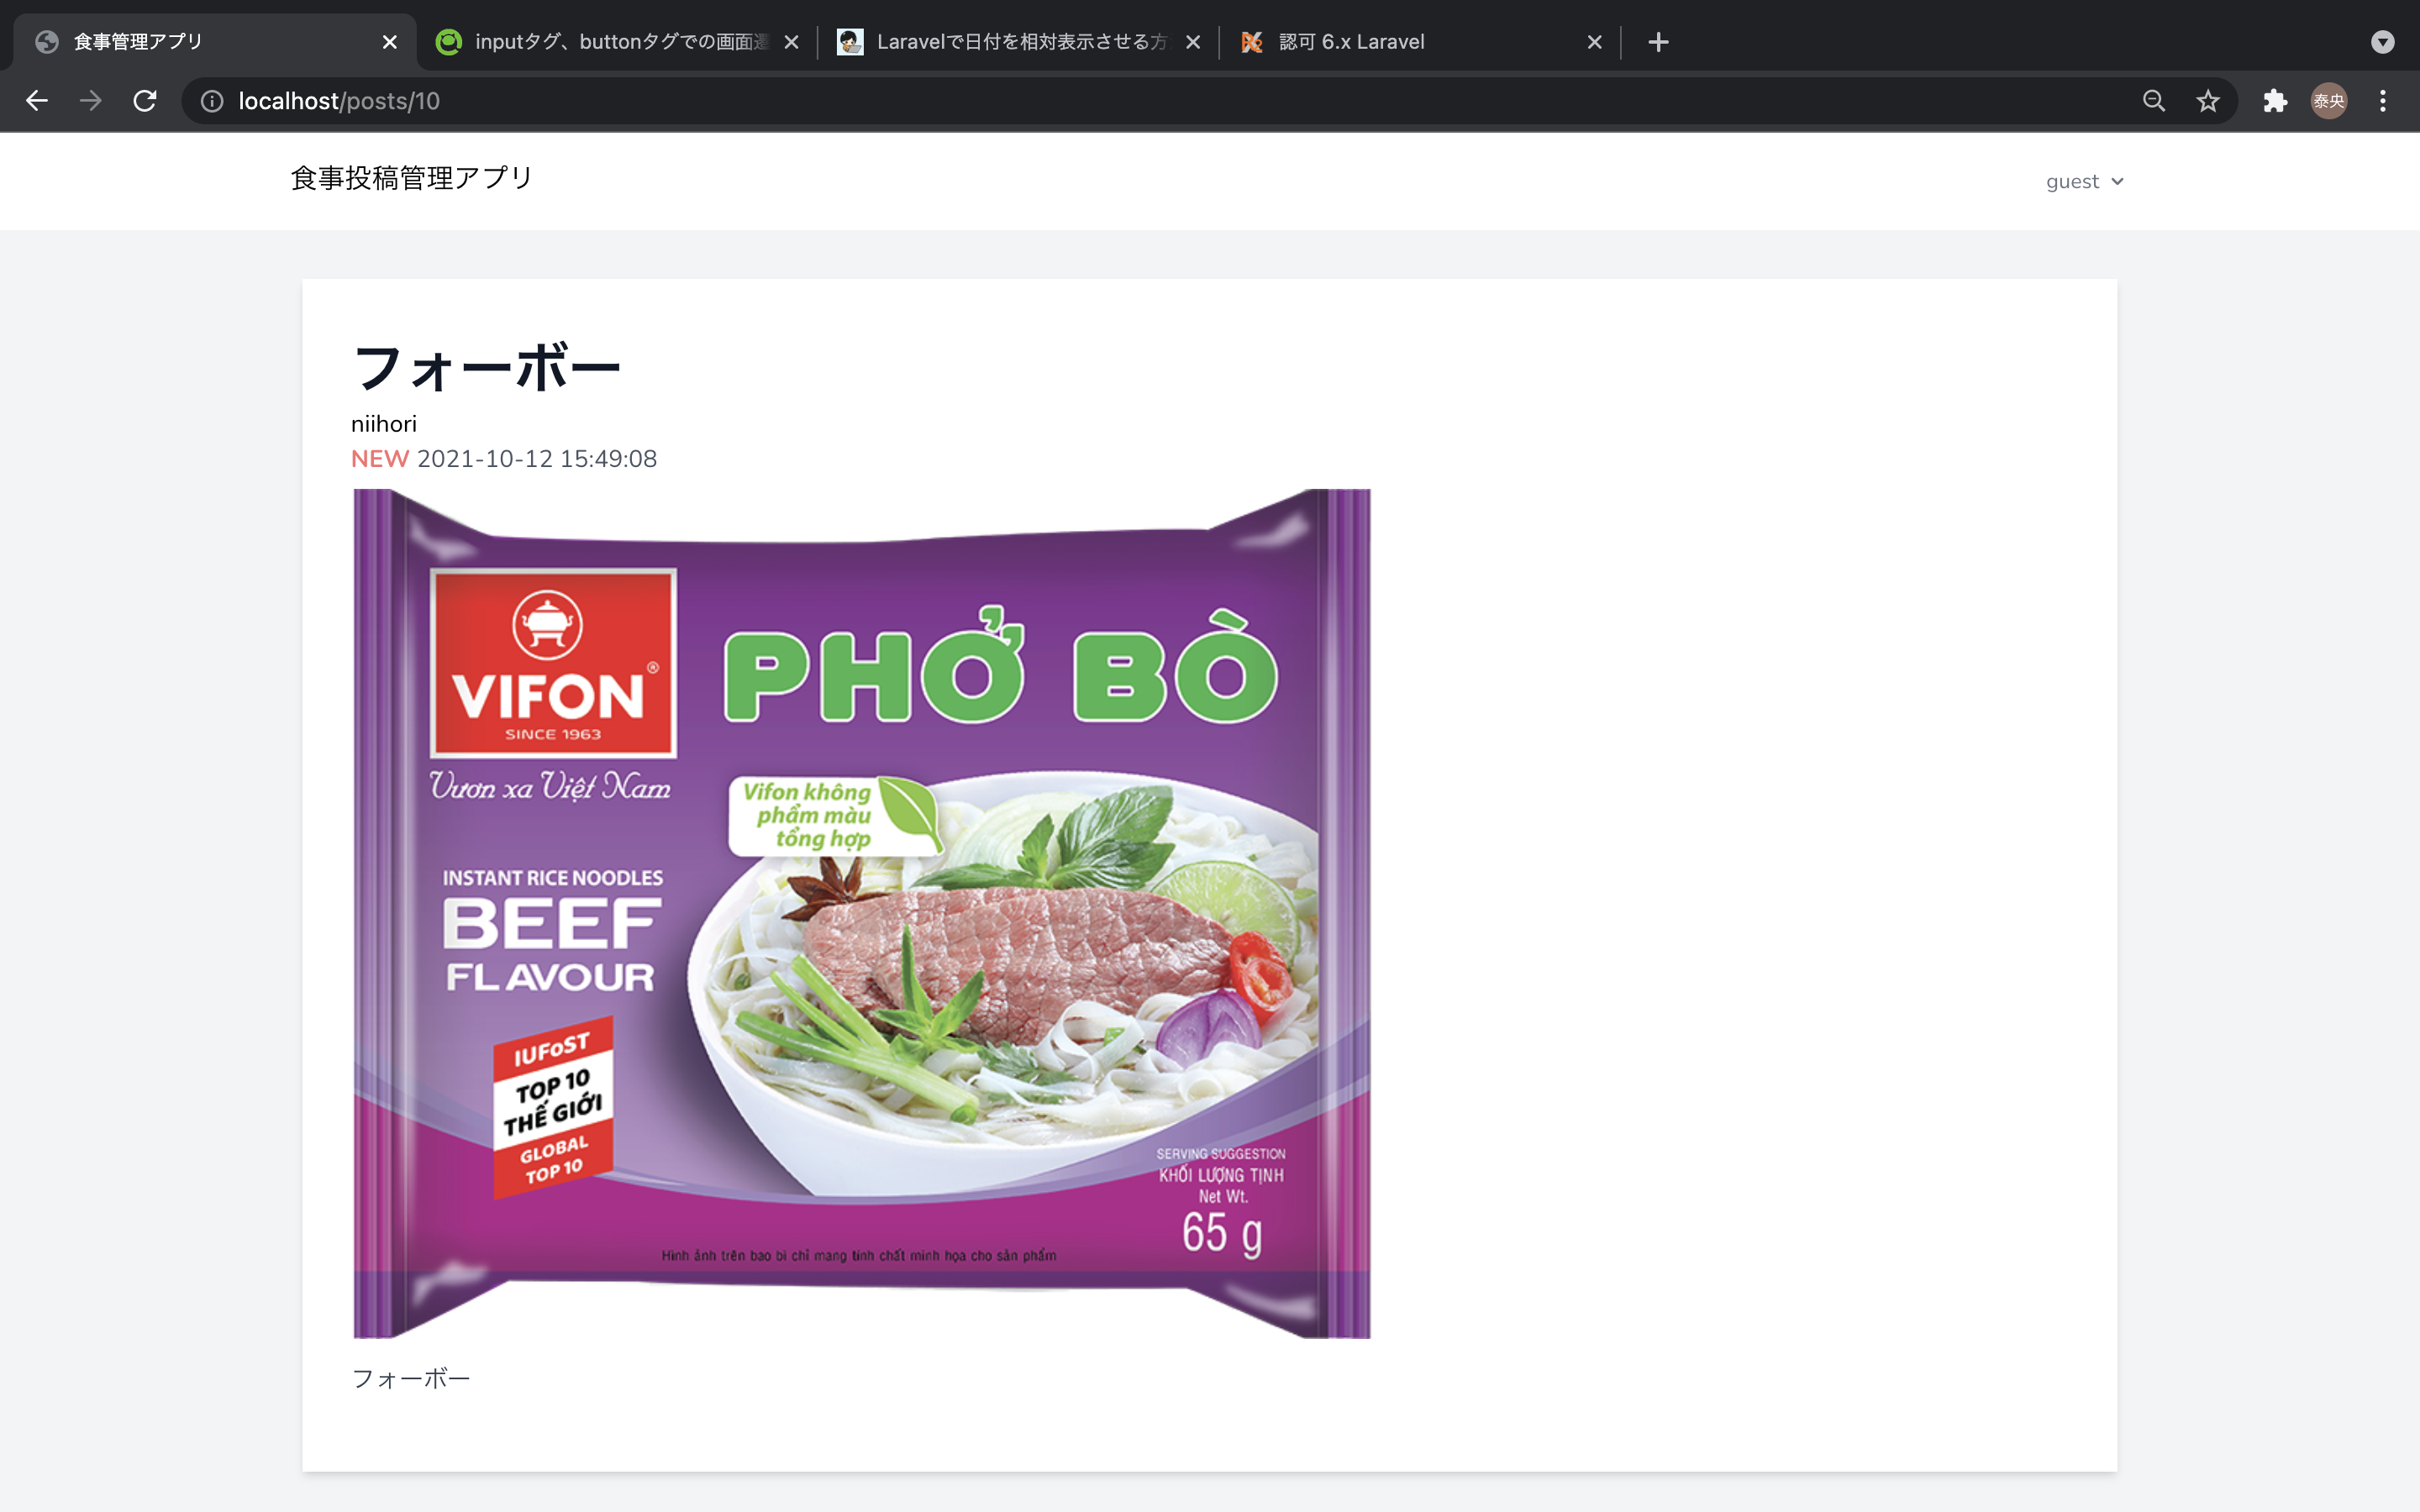 食事管理アプリ
inputタグ、buttonタグでの画面
Laravelで日付を相対表示させる方
認可 6.x Laravel
localhost/posts/10
泰央
食事投稿管理アプリ
guest
フォーボー
niihori
NEW 2021-10-12 15:49:08
VIFON®
SINCE 1963
Vươn xa Việt Nam
PHỞ BÒ
Vifon không
phẩm màu
tổng hợp
INSTANT RICE NOODLES
BEEF
FLAVOUR
IUFoST
TOP 10
THẾ GIỚI
GLOBAL
TOP 10
SERVING SUGGESTION
KHỐI LƯỢNG TỊNH
Net Wt.
65 g
Hình ảnh trên bao bì chỉ mang tính chất minh họa cho sản phẩm
フォーボー